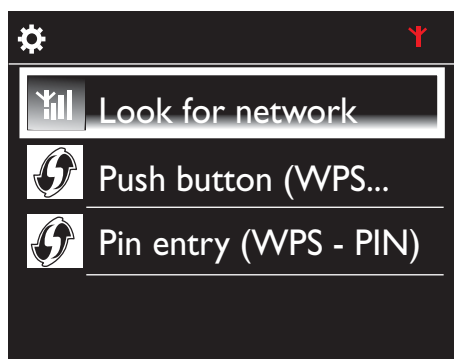 Look for network
Push button (WPS...
Pin entry (WPS - PIN)